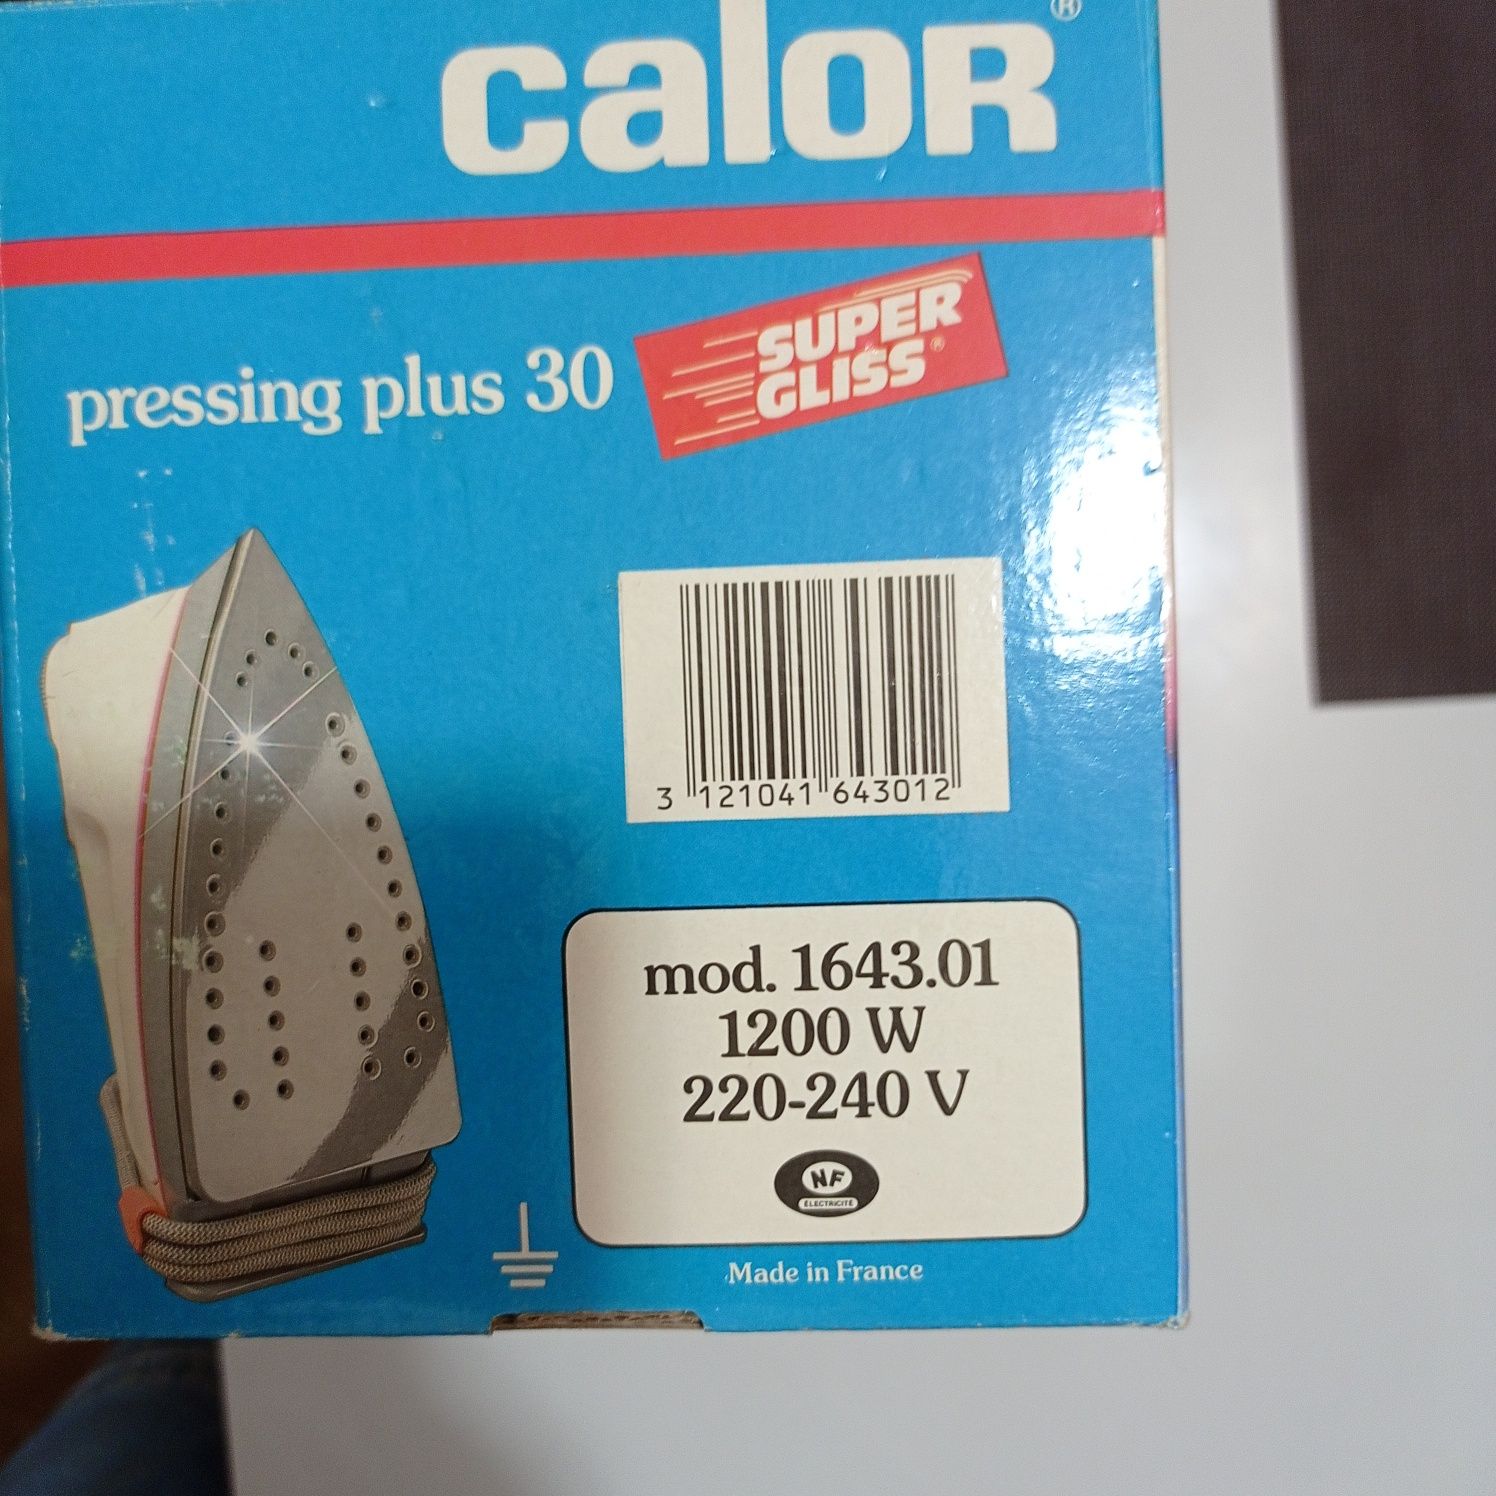 calor®
pressing plus 30
SUPER
GLISS®
3 121041 643012
mod. 1643.01
1200 W
220-240 V
NF
ÉLECTRICITÉ
Made in France